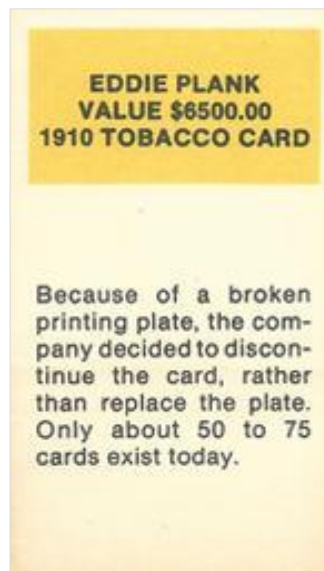 EDDIE PLANK
VALUE $6500.00
1910 TOBACCO CARD
Because of a broken
printing plate, the com-
pany decided to discon-
tinue the card, rather
than replace the plate.
Only about 50 to 75
cards exist today.